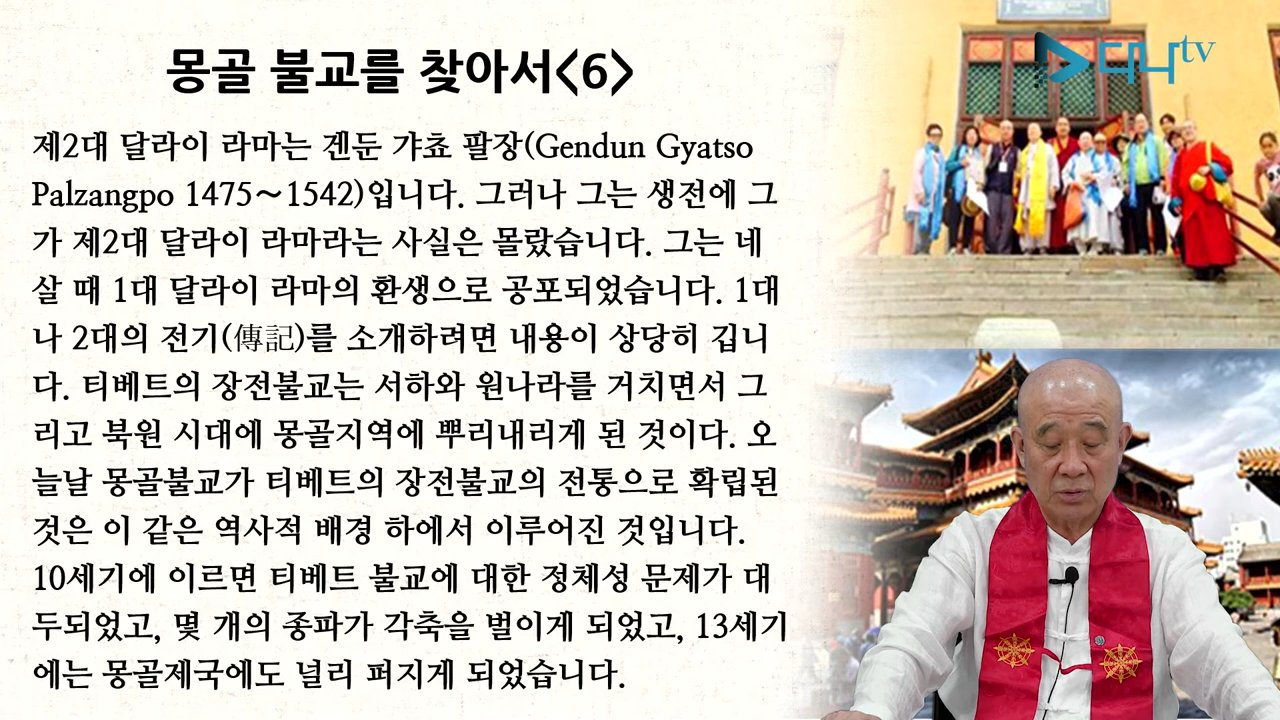 몽골 불교를 찾아서<6>
다나tv
제2대 달라이 라마는 겐둔 갸쵸 팔장(Gendun Gyatso
Palzangpo 1475～1542)입니다. 그러나 그는 생전에 그
가 제2대 달라이 라마라는 사실은 몰랐습니다. 그는 네
살 때 1대 달라이 라마의 환생으로 공포되었습니다. 1대
나 2대의 전기(傳記)를 소개하려면 내용이 상당히 깁니
다. 티베트의 장전불교는 서하와 원나라를 거치면서 그
리고 북원 시대에 몽골지역에 뿌리내리게 된 것이다. 오
늘날 몽골불교가 티베트의 장전불교의 전통으로 확립된
것은 이 같은 역사적 배경 하에서 이루어진 것입니다.
10세기에 이르면 티베트 불교에 대한 정체성 문제가 대
두되었고, 몇 개의 종파가 각축을 벌이게 되었고, 13세기
에는 몽골제국에도 널리 퍼지게 되었습니다.